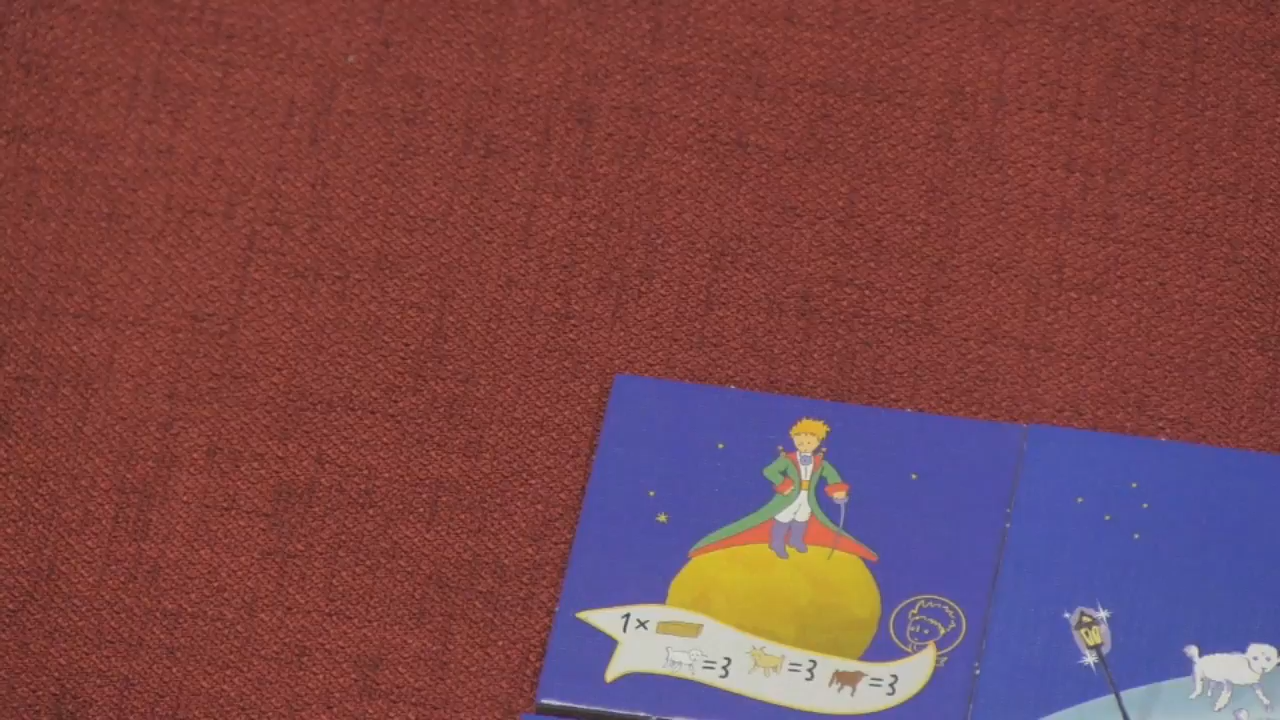 1×
=3 =3 =3